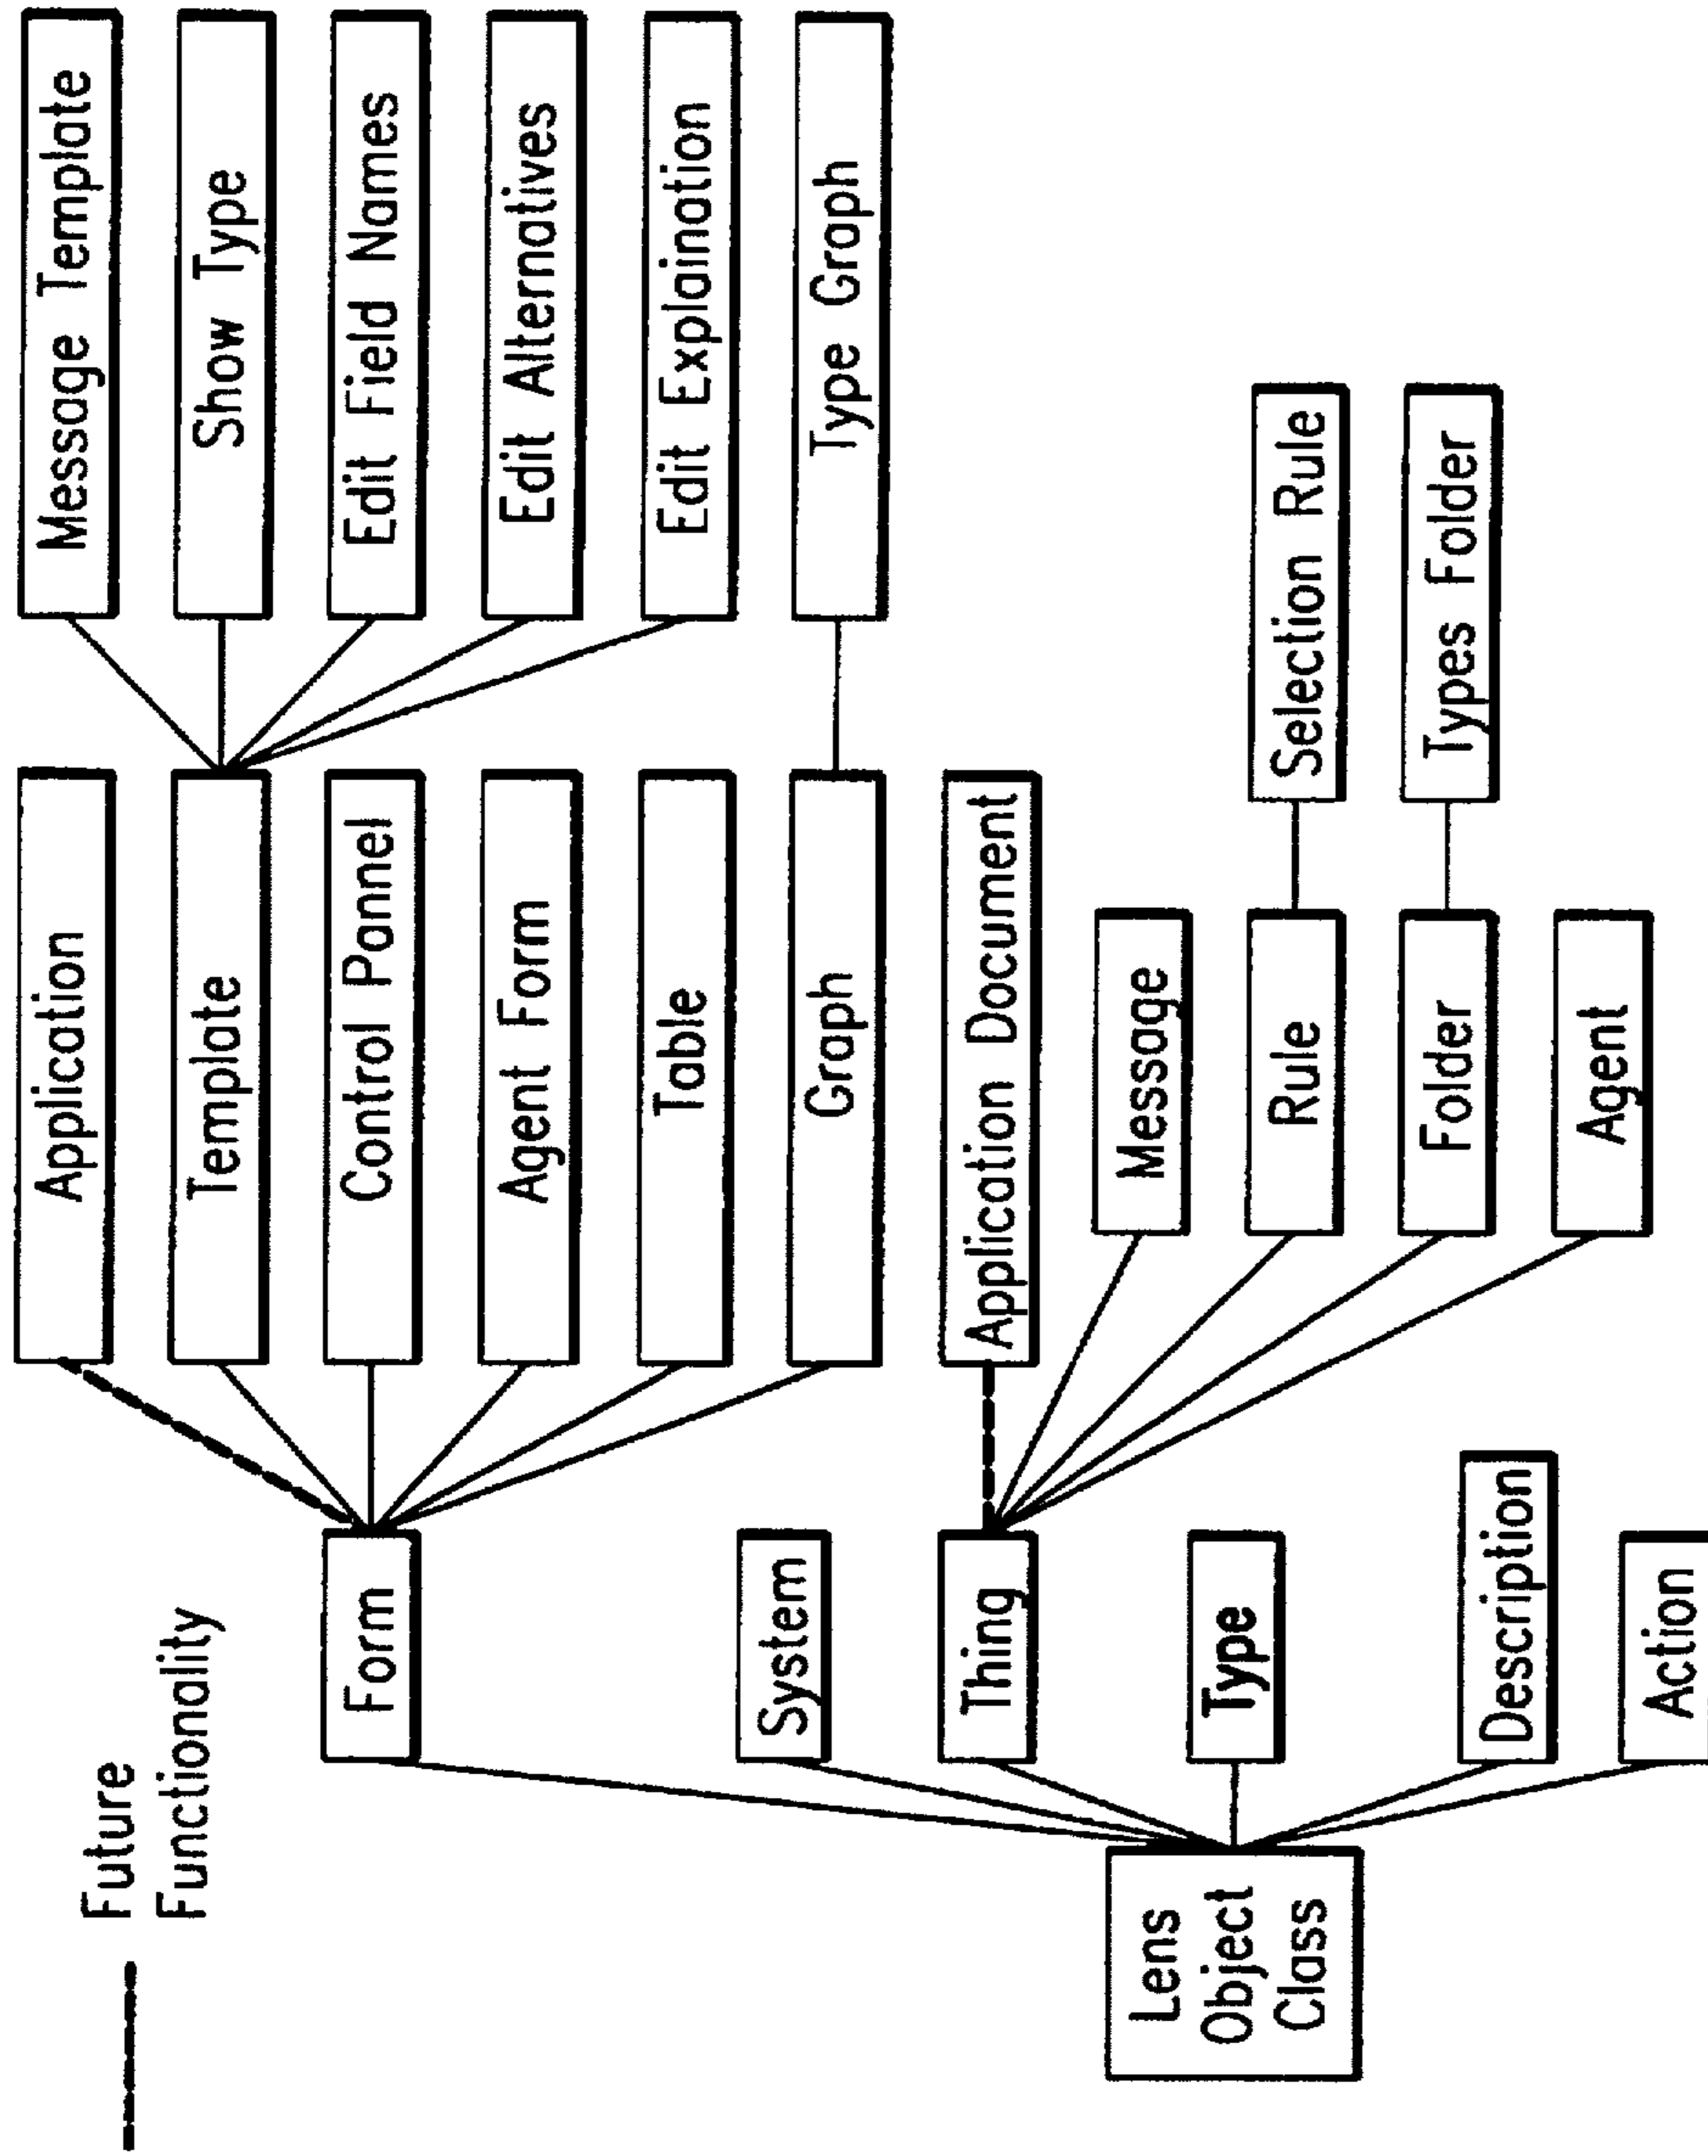 Future
Functionality
Form
System
Thing
Type
Description
Action
Lens
Object
Class
Application
Template
Control Pannel
Agent Form
Table
Graph
Application Document
Message
Rule
Folder
Agent
Message Template
Show Type
Edit Field Names
Edit Alternatives
Edit Explaination
Type Graph
Selection Rule
Types Folder